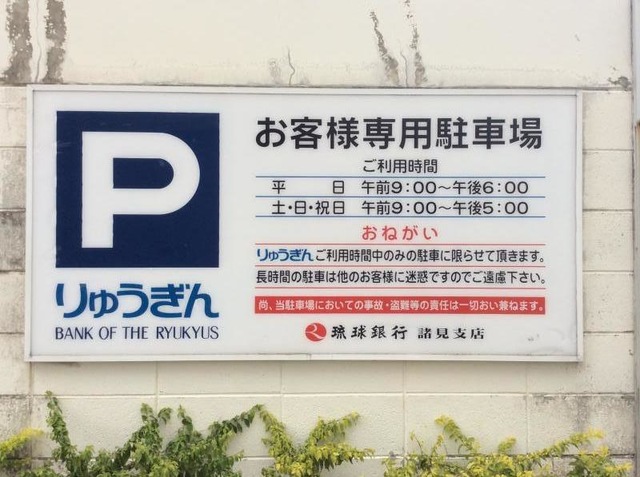 P
りゅうぎん
BANK OF THE RYUKYUS
お客様専用駐車場
ご利用時間
平 日 午前9:00～午後6:00
土・日・祝日 午前9:00～午後5:00
おねがい
りゅうぎんご利用時間中のみの駐車に限らせて頂きます。
長時間の駐車は他のお客様に迷惑ですのでご遠慮下さい。
尚、当駐車場においての事故・盗難等の責任は一切おい兼ねます。
琉球銀行 諸見支店